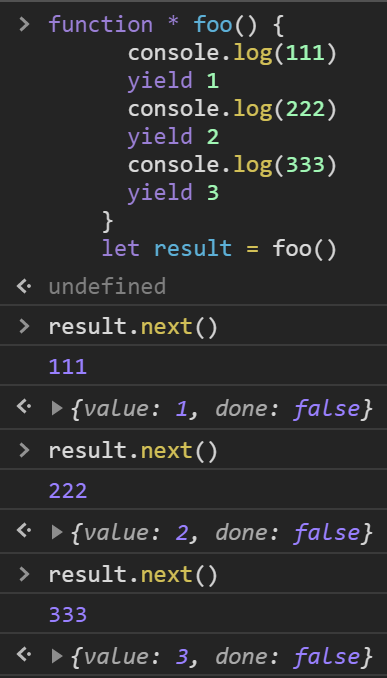 > function * foo() {
console.log(111)
yield 1
console.log(222)
yield 2
console.log(333)
yield 3
}
let result = foo()
undefined
> result.next()
111
▶{value: 1, done: false}
> result.next()
222
▶{value: 2, done: false}
> result.next()
333
▶{value: 3, done: false}